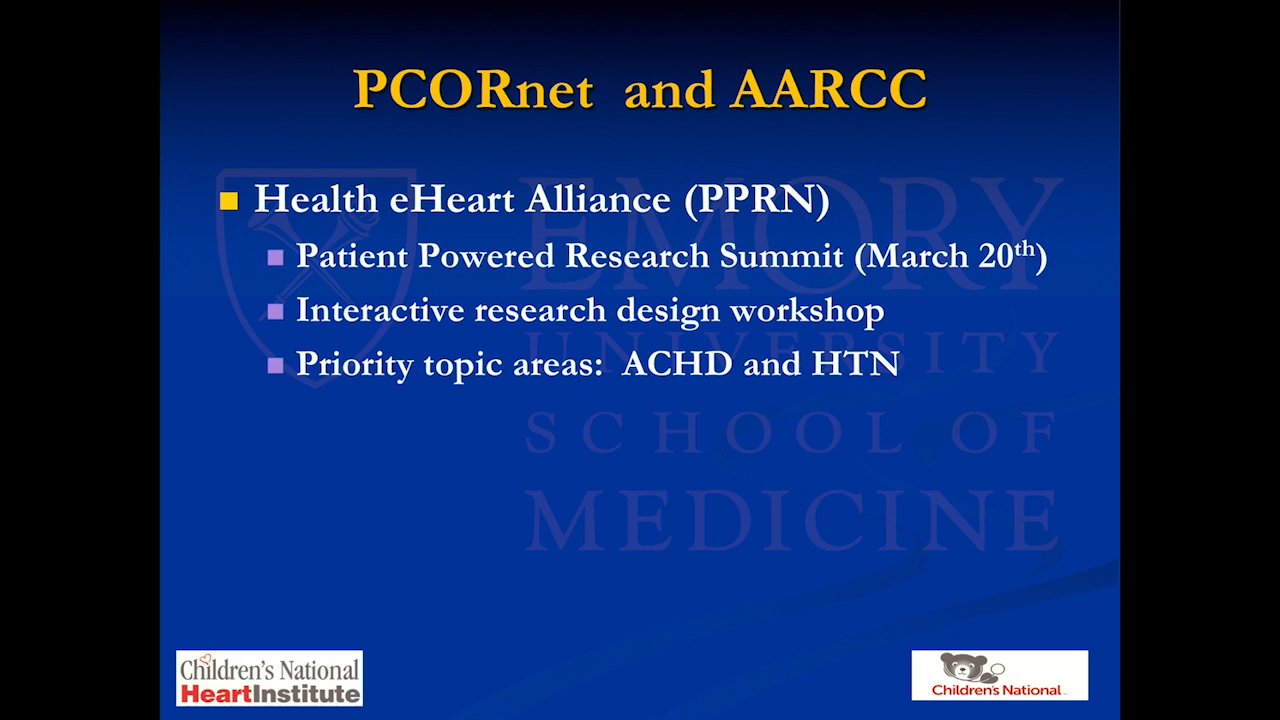 PCORnet and AARCC
Health eHeart Alliance (PPRN)
Patient Powered Research Summit (March 20th)
Interactive research design workshop
Priority topic areas: ACHD and HTN
EMORY
UNIVERSITY
SCHOOL OF
MEDICINE
Children's National
HeartInstitute
Children's National